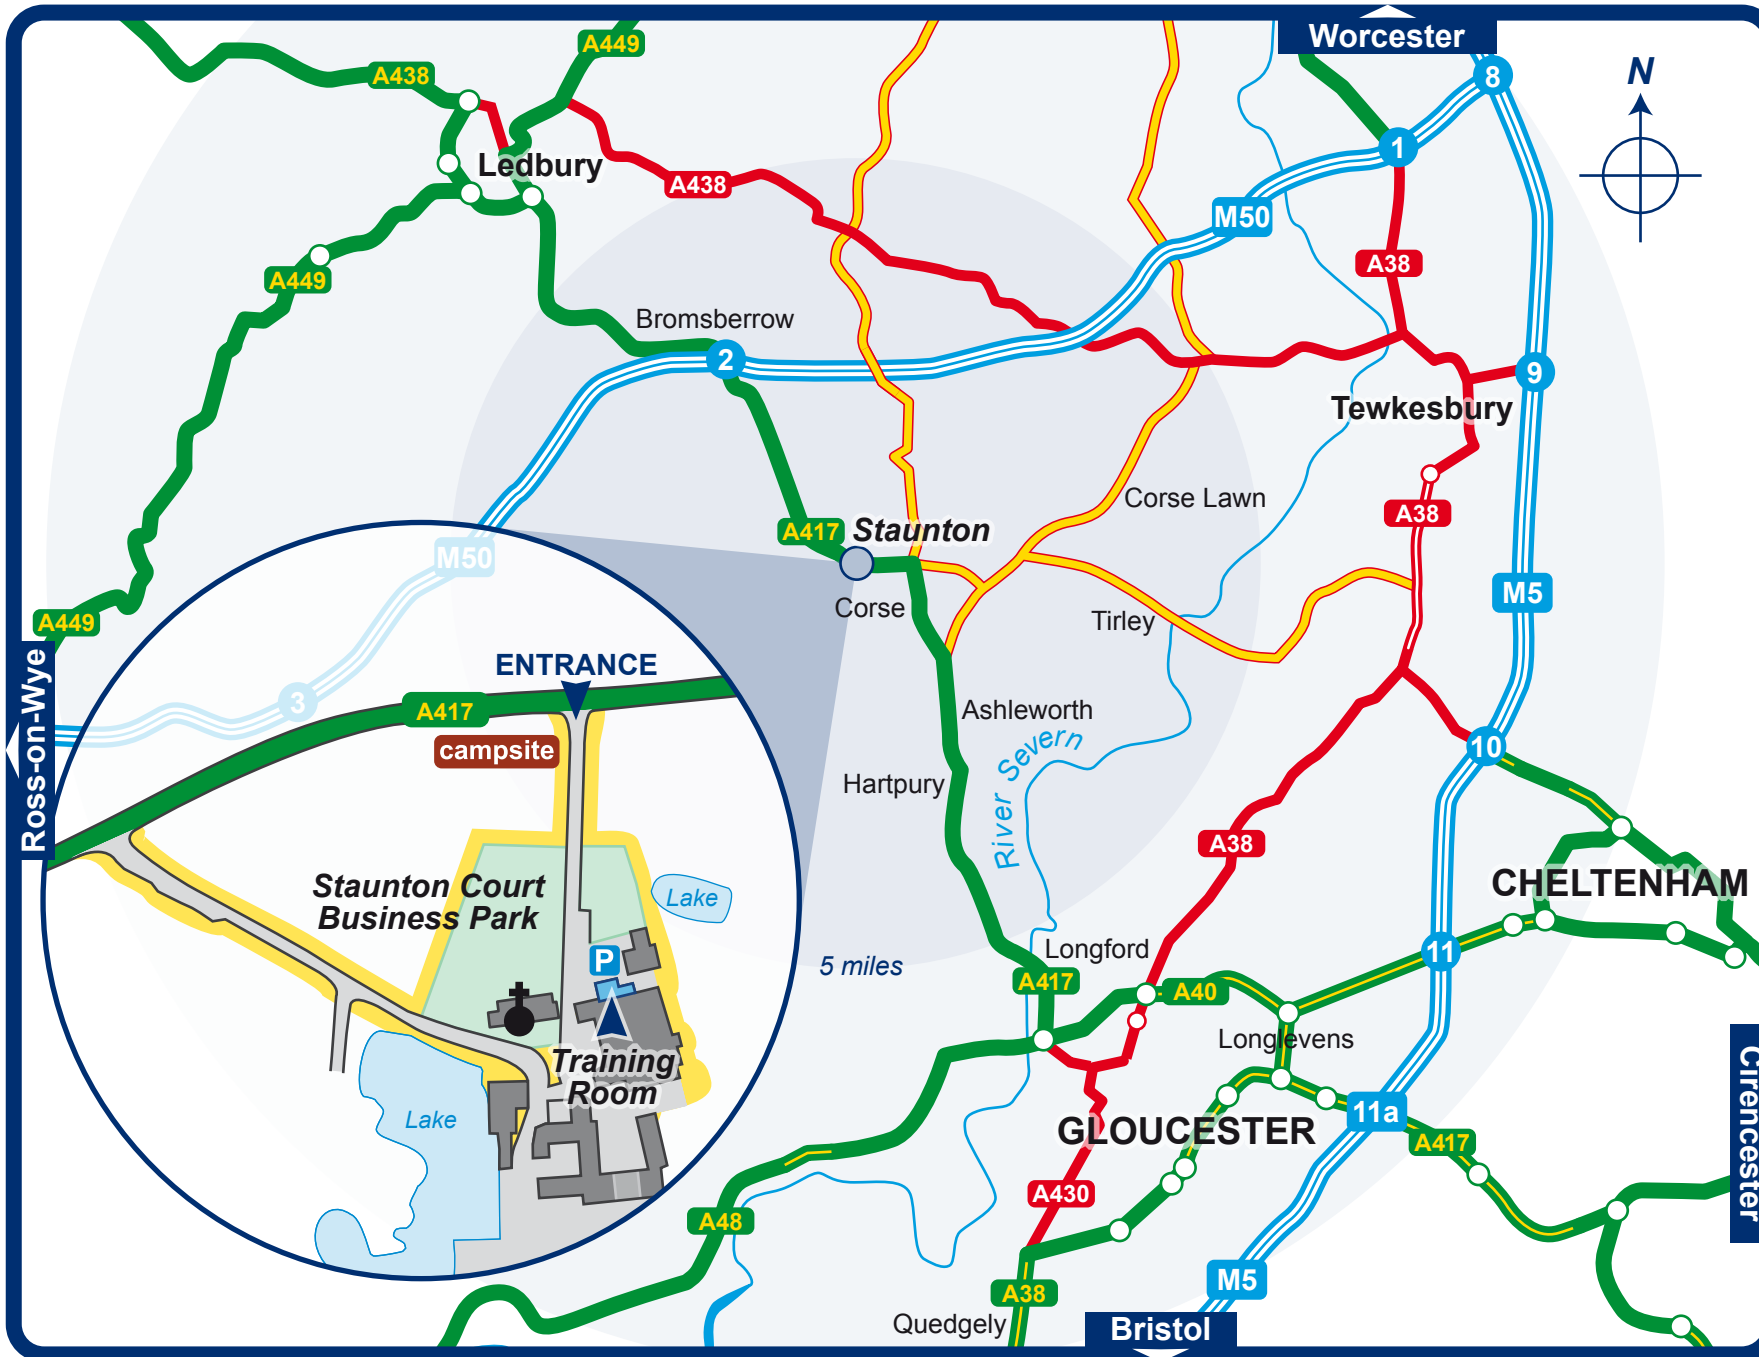 Worcester
A449
A438
8
N
1
Ledbury
A438
M50
A38
A449
Bromsberrow
2
9
Tewkesbury
Corse Lawn
A38
A417
Staunton
M50
M5
Corse
Tirley
A449
Ross-on-Wye
ENTRANCE
3
A417
campsite
Ashleworth
River Severn
10
Hartpury
A38
Staunton Court
Business Park
Lake
CHELTENHAM
P
5 miles
Longford
11
A417
A40
Longlevens
Training
Room
Lake
11a
GLOUCESTER
A417
Cirencester
A430
A48
M5
A38
Quedgely
Bristol